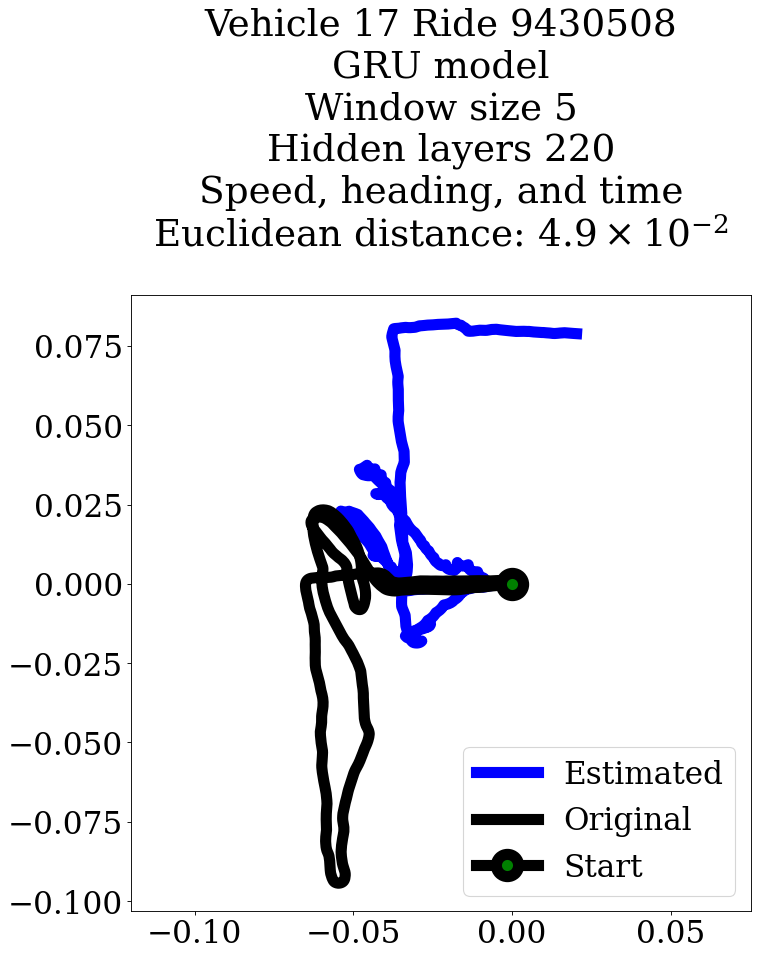 Vehicle 17 Ride 9430508
GRU model
Window size 5
Hidden layers 220
Speed, heading, and time
Euclidean distance: 4.9 × 10⁻²
0.075
0.050
0.025
0.000
−0.025
−0.050
−0.075
−0.100
−0.10
−0.05
0.00
0.05
Estimated
Original
Start